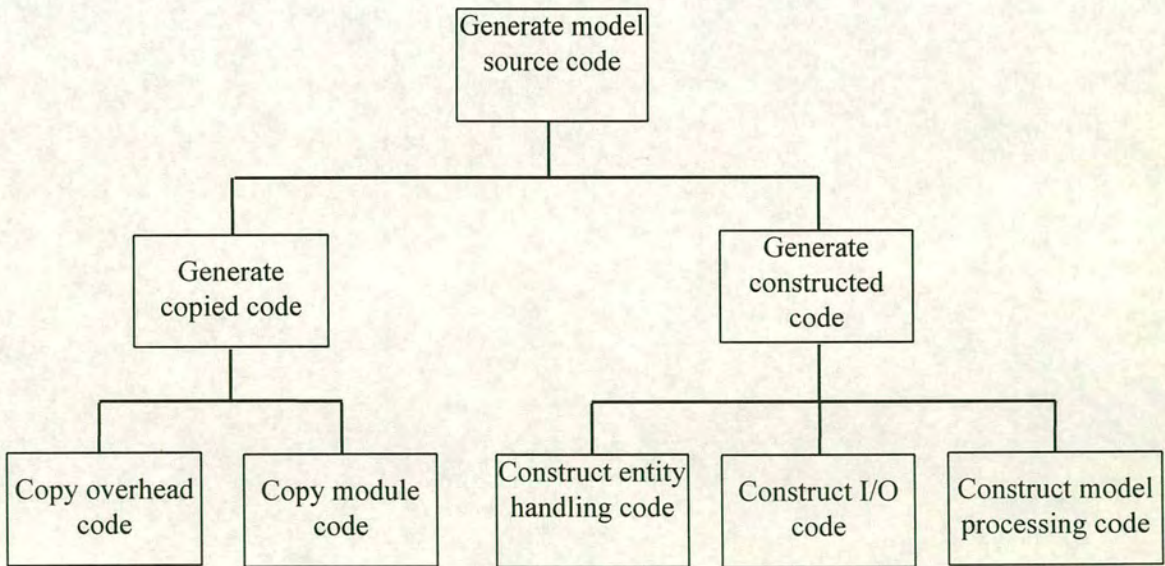 Generate model
source code
Generate
copied code
Generate
constructed
code
Copy overhead
code
Copy module
code
Construct entity
handling code
Construct I/O
code
Construct model
processing code